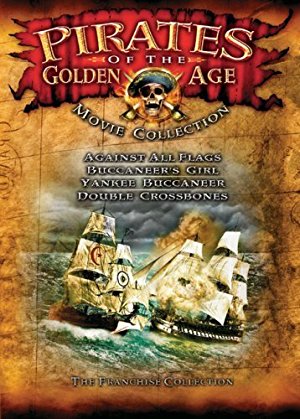 PIRATES
OF THE
GOLDEN AGE
MOVIE COLLECTION
AGAINST ALL FLAGS
BUCCANEER'S GIRL
YANKEE BUCCANEER
DOUBLE CROSSBONES
THE FRANCHISE COLLECTION